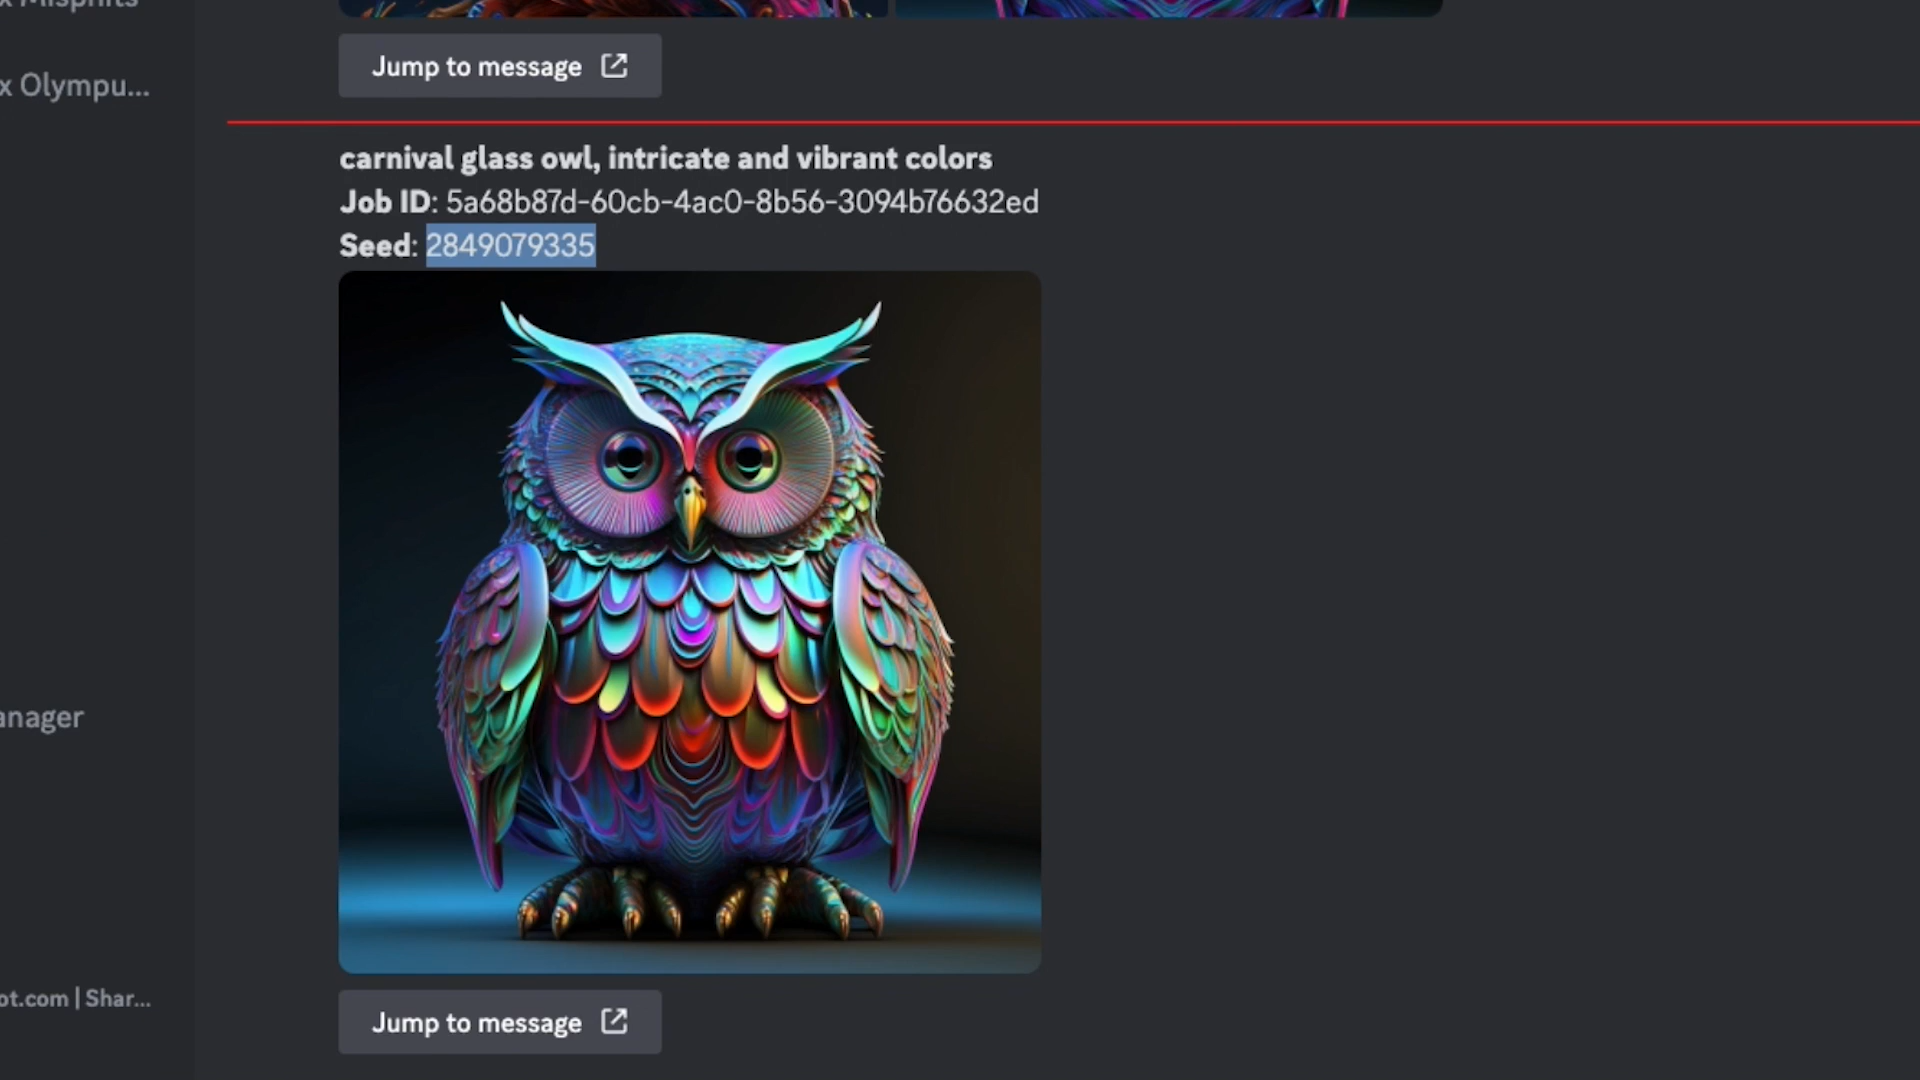 x Misphits
Jump to message
x Olympu...
carnival glass owl, intricate and vibrant colors
Job ID: 5a68b87d-60cb-4ac0-8b56-3094b76632ed
Seed: 2849079335
anager
ot.com | Shar...
Jump to message